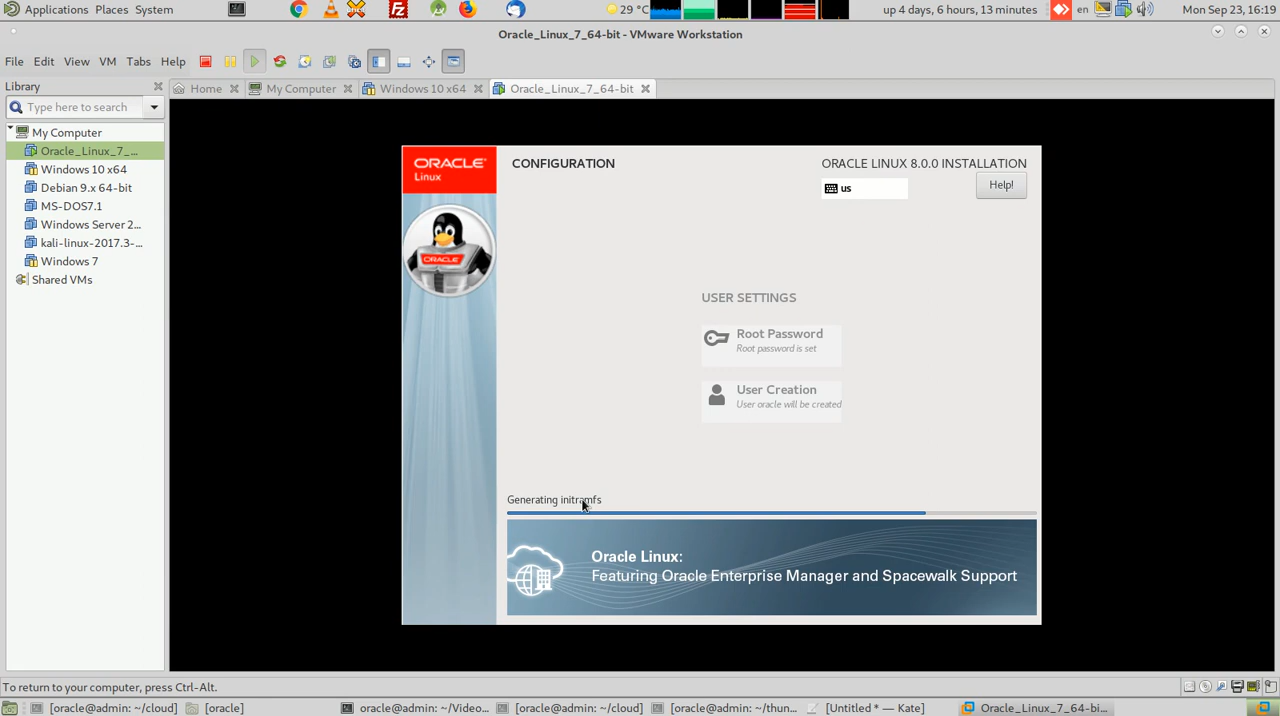 Applications Places System
29 °C
up 4 days, 6 hours, 13 minutes
en
Mon Sep 23, 16:19
Oracle_Linux_7_64-bit - VMware Workstation
File Edit View VM Tabs Help
Library
Type here to search
My Computer
Oracle_Linux_7_...
Windows 10 x64
Debian 9.x 64-bit
MS-DOS7.1
Windows Server 2...
kali-linux-2017.3-...
Windows 7
Shared VMs
Home
My Computer
Windows 10 x64
Oracle_Linux_7_64-bit
ORACLE
Linux
ORACLE
CONFIGURATION
ORACLE LINUX 8.0.0 INSTALLATION
us
Help!
USER SETTINGS
Root Password
Root password is set
User Creation
User oracle will be created
Generating initramfs
Oracle Linux:
Featuring Oracle Enterprise Manager and Spacewalk Support
To return to your computer, press Ctrl-Alt.
[oracle@admin: ~/cloud]
[oracle]
oracle@admin: ~/Video...
[oracle@admin: ~/cloud]
[oracle@admin: ~/thun...
[Untitled * — Kate]
Oracle_Linux_7_64-bi...